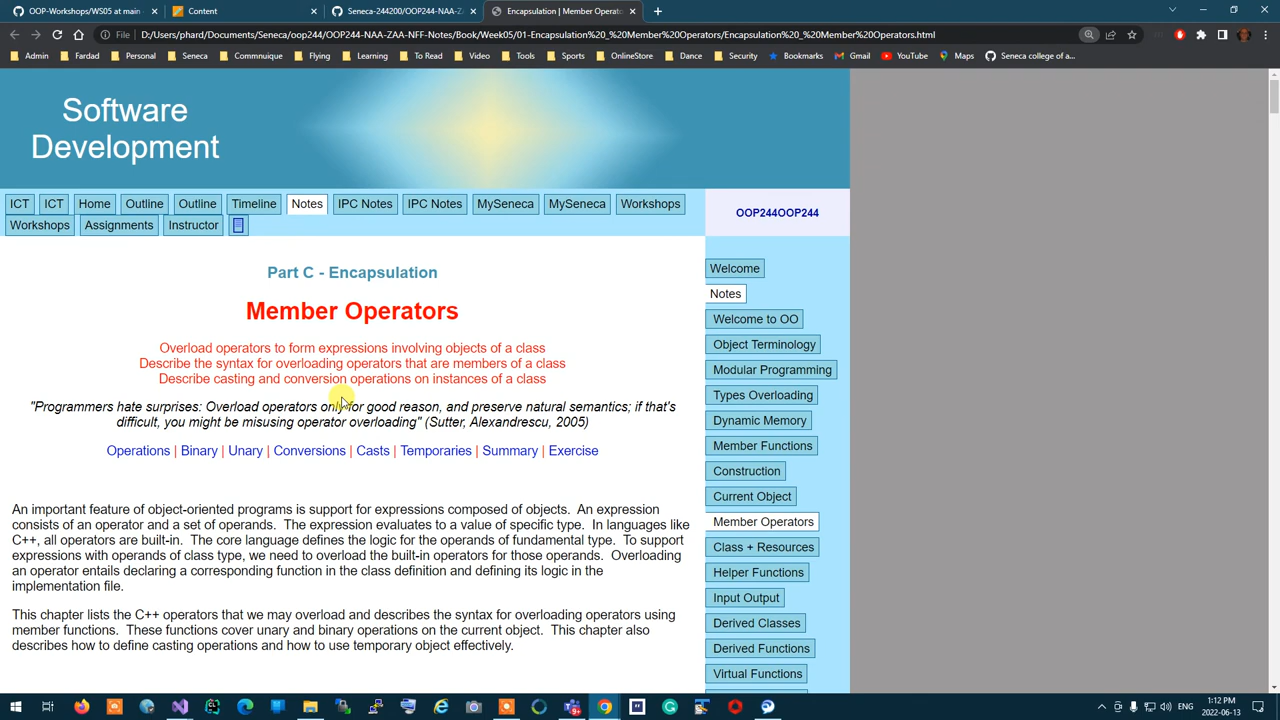 OOP-Workshops/WS05 at main ·
Content
Seneca-244200/OOP244-NAA-ZAA-
Encapsulation | Member Operator
File D:/Users/phard/Documents/Seneca/oop244/OOP244-NAA-NFF-Notes/Book/Week05/01-Encapsulation%20_%20Member%20Operators/Encapsulation%20_%20Member%20Operators.html
Admin Fardad Personal Seneca Commnuique Flying Learning To Read Video Tools Sports OnlineStore Dance Security Bookmarks Gmail YouTube Maps Seneca college of a...
Software
Development
ICT ICT Home Outline Outline Timeline Notes IPC Notes IPC Notes MySeneca MySeneca Workshops
Workshops Assignments Instructor
OOP244OOP244
Part C - Encapsulation
Member Operators
Overload operators to form expressions involving objects of a class
Describe the syntax for overloading operators that are members of a class
Describe casting and conversion operations on instances of a class
"Programmers hate surprises: Overload operators only for good reason, and preserve natural semantics; if that's
difficult, you might be misusing operator overloading" (Sutter, Alexandrescu, 2005)
Operations | Binary | Unary | Conversions | Casts | Temporaries | Summary | Exercise
An important feature of object-oriented programs is support for expressions composed of objects. An expression
consists of an operator and a set of operands. The expression evaluates to a value of specific type. In languages like
C++, all operators are built-in. The core language defines the logic for the operands of fundamental type. To support
expressions with operands of class type, we need to overload the built-in operators for those operands. Overloading
an operator entails declaring a corresponding function in the class definition and defining its logic in the
implementation file.
This chapter lists the C++ operators that we may overload and describes the syntax for overloading operators using
member functions. These functions cover unary and binary operations on the current object. This chapter also
describes how to define casting operations and how to use temporary object effectively.
Welcome
Notes
Welcome to OO
Object Terminology
Modular Programming
Types Overloading
Dynamic Memory
Member Functions
Construction
Current Object
Member Operators
Class + Resources
Helper Functions
Input Output
Derived Classes
Derived Functions
Virtual Functions
ENG
1:12 PM
2022-06-13